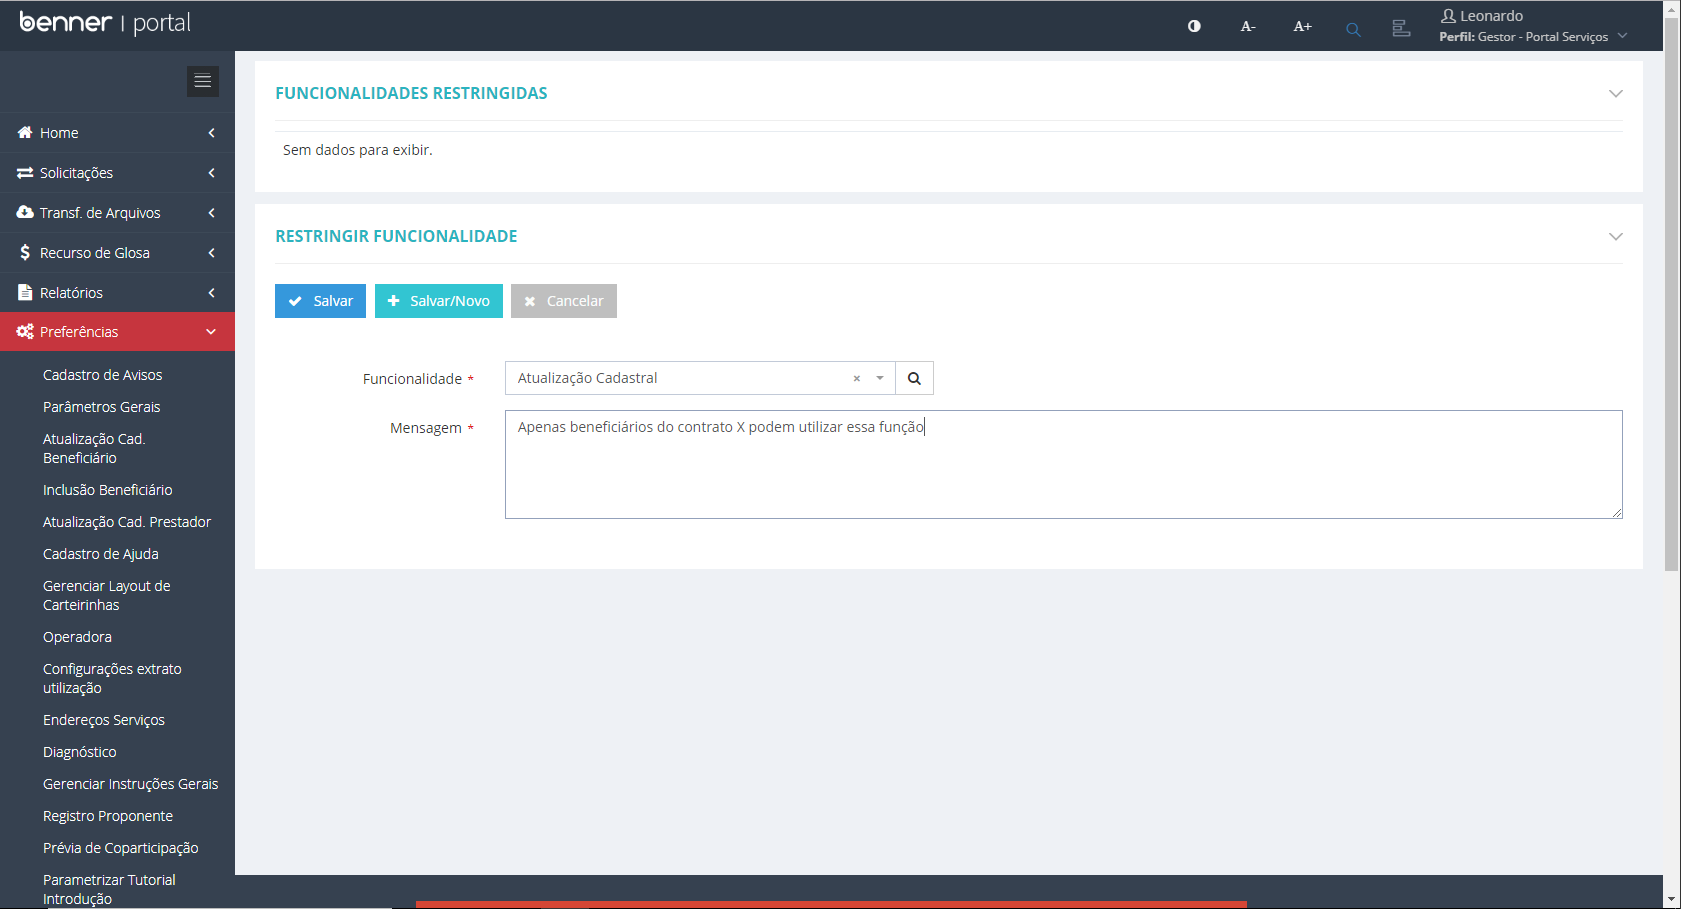 benner | portal
A-
A+
Leonardo
Perfil: Gestor - Portal Serviços
Home
Solicitações
Transf. de Arquivos
Recurso de Glosa
Relatórios
Preferências
Cadastro de Avisos
Parâmetros Gerais
Atualização Cad.
Beneficiário
Inclusão Beneficiário
Atualização Cad. Prestador
Cadastro de Ajuda
Gerenciar Layout de
Carteirinhas
Operadora
Configurações extrato
utilização
Endereços Serviços
Diagnóstico
Gerenciar Instruções Gerais
Registro Proponente
Prévia de Coparticipação
Parametrizar Tutorial
Introdução
FUNCIONALIDADES RESTRINGIDAS
Sem dados para exibir.
RESTRINGIR FUNCIONALIDADE
Salvar
Salvar/Novo
Cancelar
Funcionalidade *
Atualização Cadastral
Mensagem *
Apenas beneficiários do contrato X podem utilizar essa função